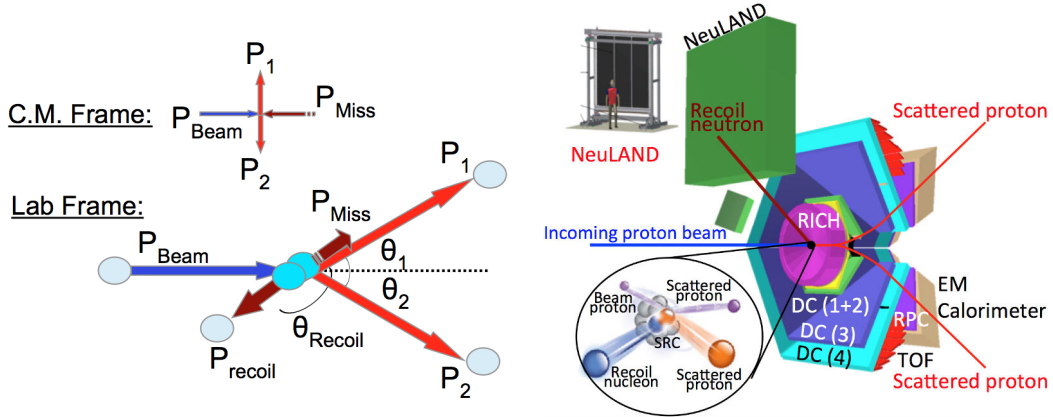 C.M. Frame:
P1
PBeam
PMiss
P2
Lab Frame:
PBeam
PMiss
P1
θ1
θ2
θRecoil
Precoil
P2
NeuLAND
NeuLAND
Recoil
neutron
Scattered proton
RICH
Incoming proton beam
DC (1+2)
DC (3)
DC (4)
RPC
EM
Calorimeter
TOF
Scattered proton
Beam
proton
Scattered
proton
SRC
Recoil
nucleon
Scattered
proton